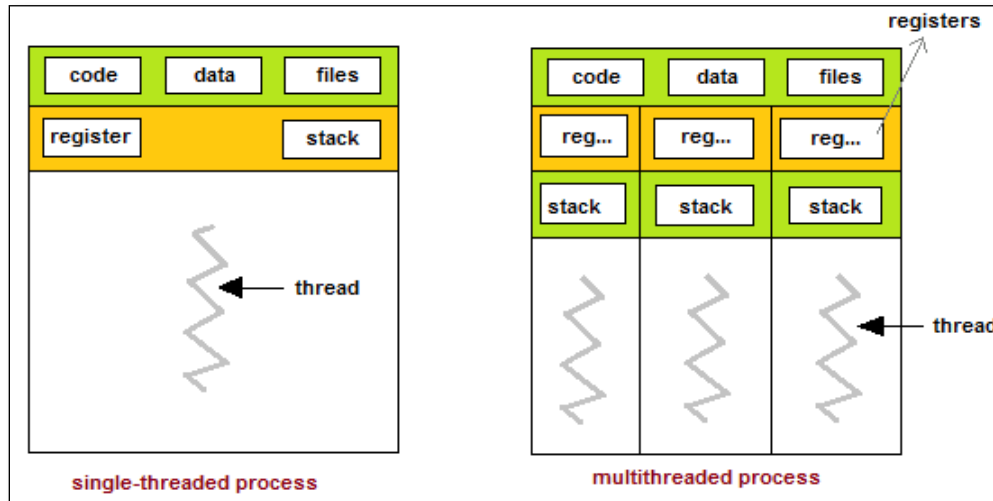 registers
code data files
register stack
thread
single-threaded process
code data files
reg... reg... reg...
stack stack stack
thread
multithreaded process